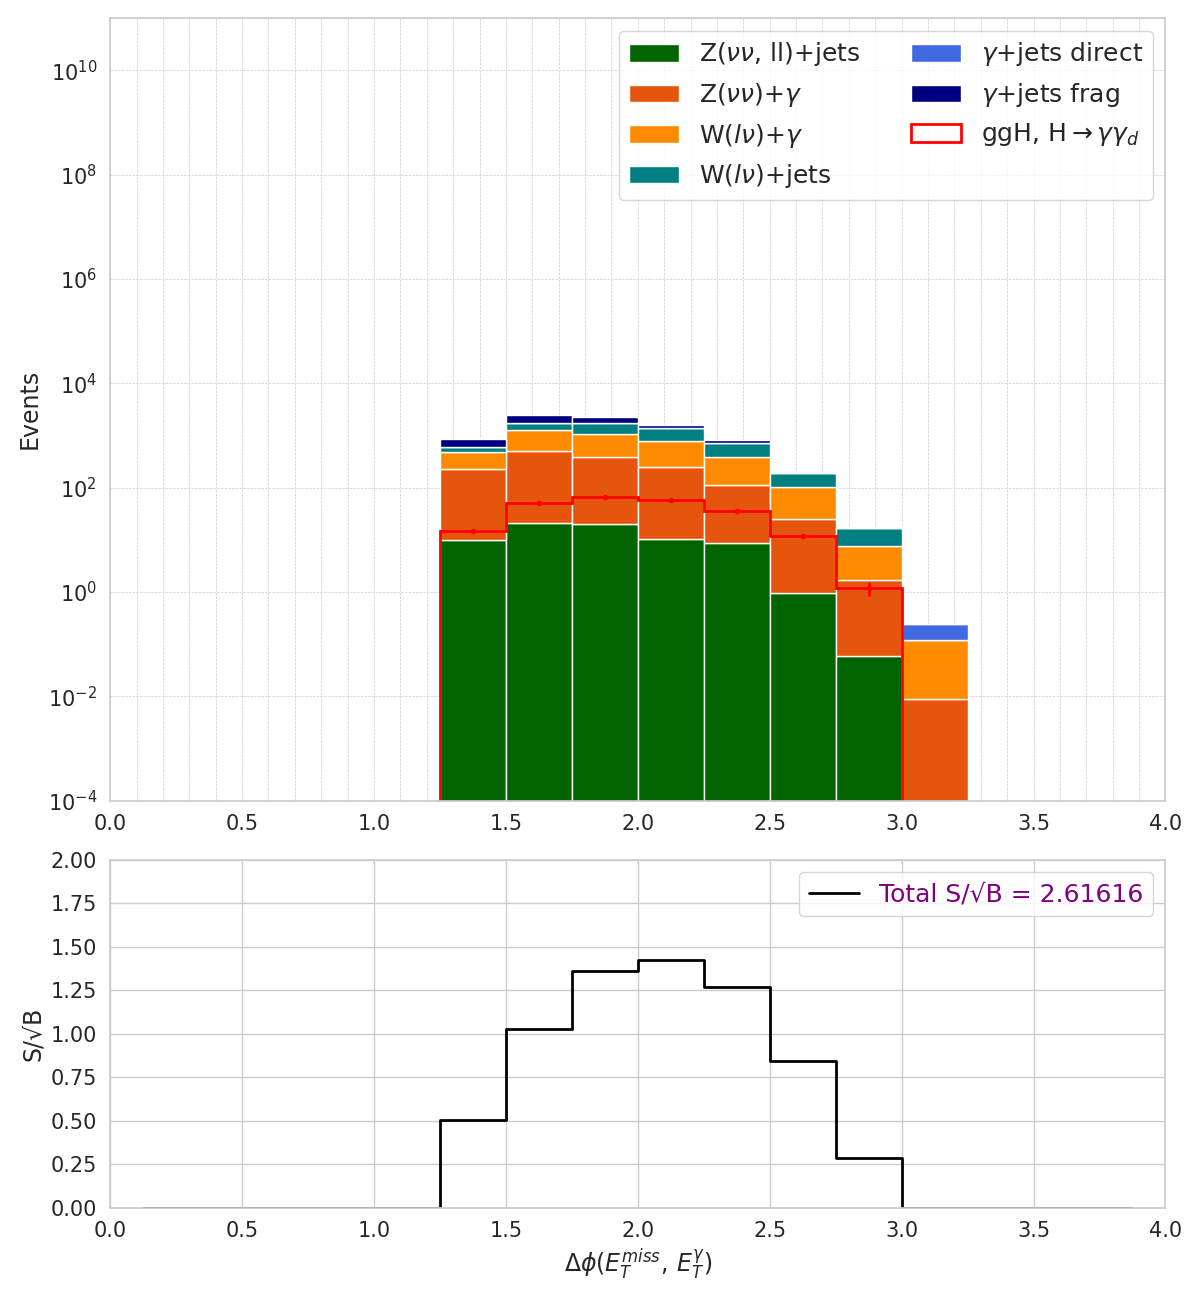 Z(νν, ll)+jets
Z(νν)+γ
W(lν)+γ
W(lν)+jets
γ+jets direct
γ+jets frag
ggH, H→γγ_d
Events
10^10
10^8
10^6
10^4
10^2
10^0
10^−2
10^−4
0.0 0.5 1.0 1.5 2.0 2.5 3.0 3.5 4.0
Total S/√B = 2.61616
S/√B
2.00
1.75
1.50
1.25
1.00
0.75
0.50
0.25
0.00
0.0 0.5 1.0 1.5 2.0 2.5 3.0 3.5 4.0
Δϕ(E_T^miss, E_T^γ)